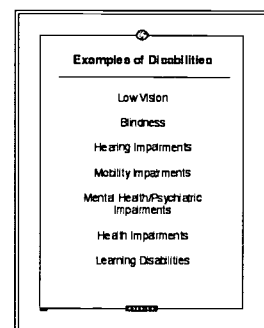 Examples of Disabilities
Low Vision
Blindness
Hearing Impairments
Mobility Impairments
Mental Health/Psychiatric
Impairments
Health Impairments
Learning Disabilities